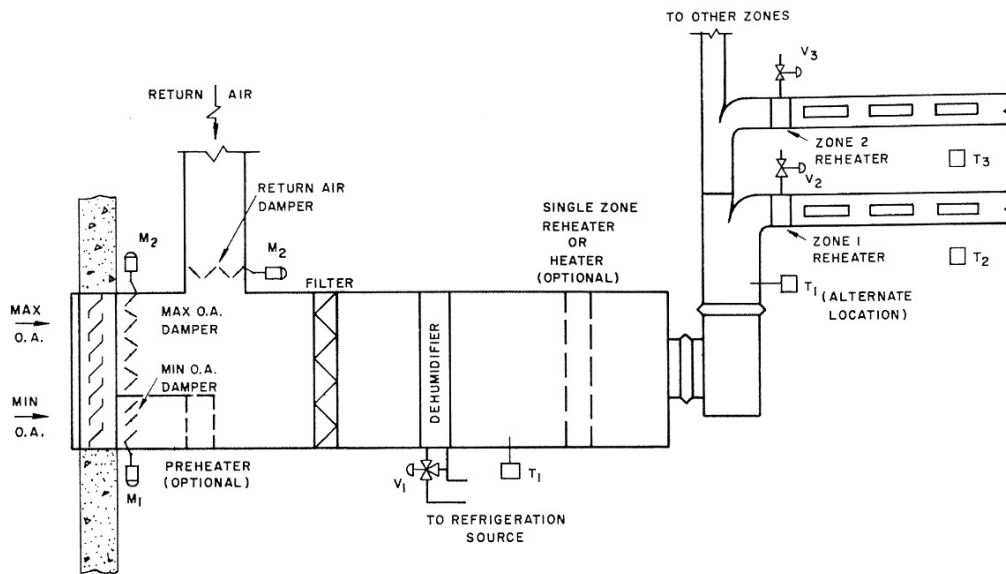 TO OTHER ZONES
V3
RETURN AIR
ZONE 2
REHEATER
T3
V2
RETURN AIR
DAMPER
SINGLE ZONE
REHEATER
OR
HEATER
(OPTIONAL)
M2
M2
ZONE 1
REHEATER
T2
FILTER
T1 (ALTERNATE
LOCATION)
MAX
O.A.
MAX O.A.
DAMPER
MIN O.A.
DAMPER
DEHUMIDIFIER
MIN
O.A.
PREHEATER
(OPTIONAL)
M1
V1
T1
TO REFRIGERATION
SOURCE